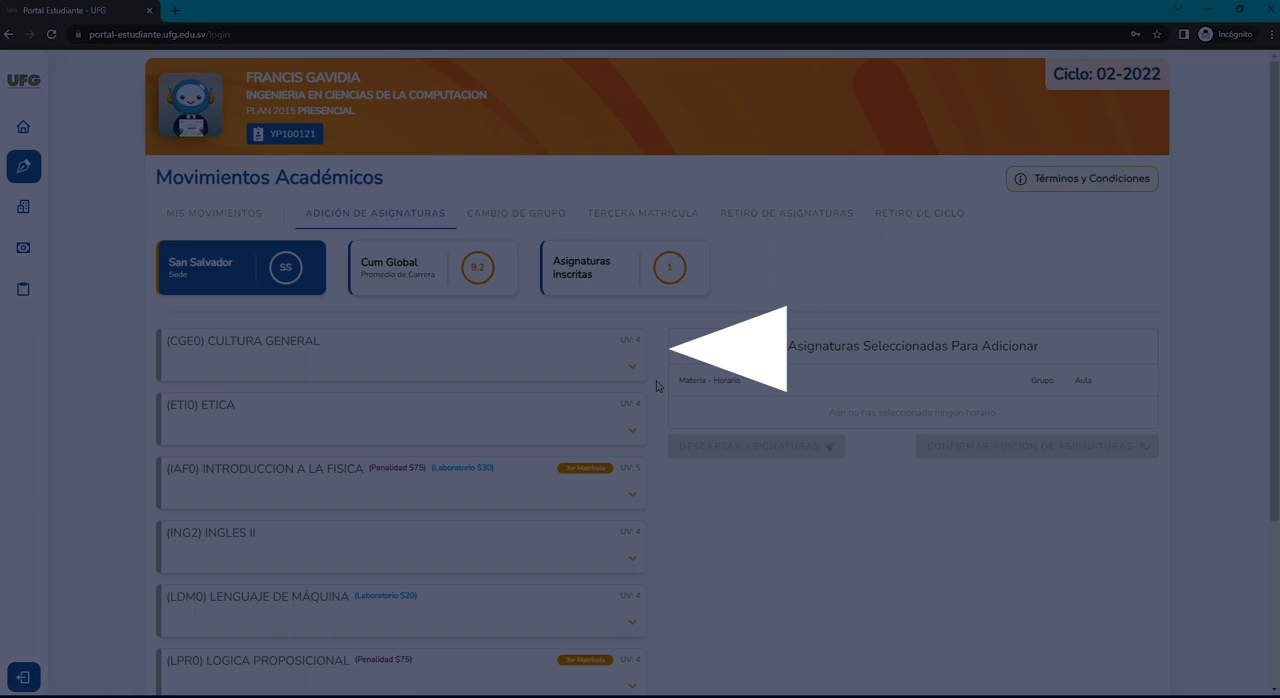 Portal Estudiante - UFG
portal-estudiante.ufg.edu.sv/login
Incógnito
UFG
FRANCIS GAVIDIA
INGENIERIA EN CIENCIAS DE LA COMPUTACION
PLAN 2015 PRESENCIAL
YP100121
Ciclo: 02-2022
Movimientos Académicos
Términos y Condiciones
MIS MOVIMIENTOS
ADICIÓN DE ASIGNATURAS
CAMBIO DE GRUPO
TERCERA MATRÍCULA
RETIRO DE ASIGNATURAS
RETIRO DE CICLO
San Salvador
Sede
SS
Cum Global
Promedio de Carrera
9.2
Asignaturas
inscritas
1
(CGE0) CULTURA GENERAL UV: 4
(ETI0) ETICA UV: 4
(IAF0) INTRODUCCION A LA FISICA (Penalidad $75) (Laboratorio $30) 3er Matrícula UV: 5
(ING2) INGLES II UV: 4
(LDM0) LENGUAJE DE MÁQUINA (Laboratorio $20) UV: 4
(LPR0) LOGICA PROPOSICIONAL (Penalidad $75) 3er Matrícula UV: 4
Asignaturas Seleccionadas Para Adicionar
Materia - Horario Grupo Aula
Aún no has seleccionado ningún horario.
DESCARTAR ASIGNATURAS
CONFIRMAR ADICION DE ASIGNATURAS